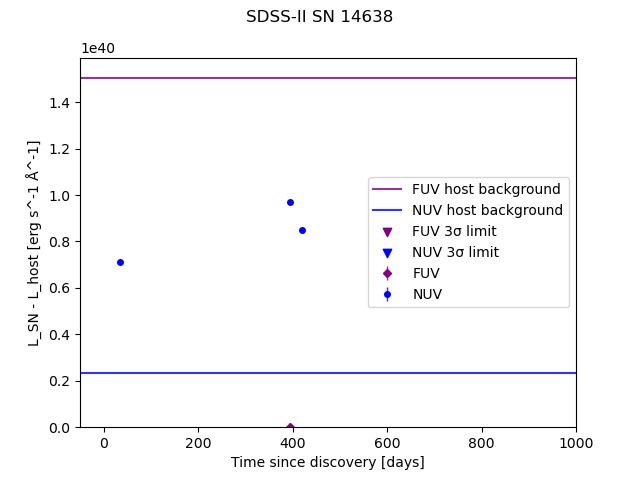 SDSS-II SN 14638
1e40
L_SN - L_host [erg s^-1 Å^-1]
1.4
1.2
1.0
0.8
0.6
0.4
0.2
0.0
FUV host background
NUV host background
FUV 3σ limit
NUV 3σ limit
FUV
NUV
0 200 400 600 800 1000
Time since discovery [days]